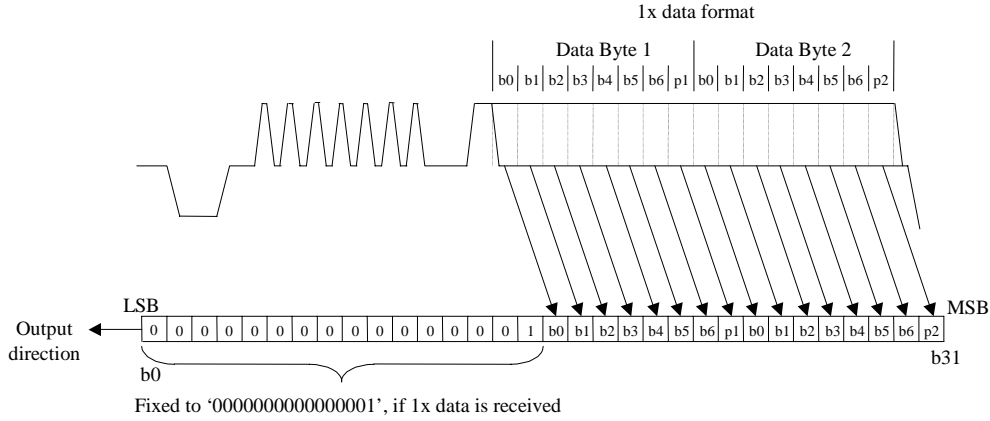 1x data format
Data Byte 1 Data Byte 2
b0 b1 b2 b3 b4 b5 b6 p1 b0 b1 b2 b3 b4 b5 b6 p2
LSB MSB
Output direction
0 0 0 0 0 0 0 0 0 0 0 0 0 0 0 1 b0 b1 b2 b3 b4 b5 b6 p1 b0 b1 b2 b3 b4 b5 b6 p2
b0 b31
Fixed to ‘0000000000000001’, if 1x data is received